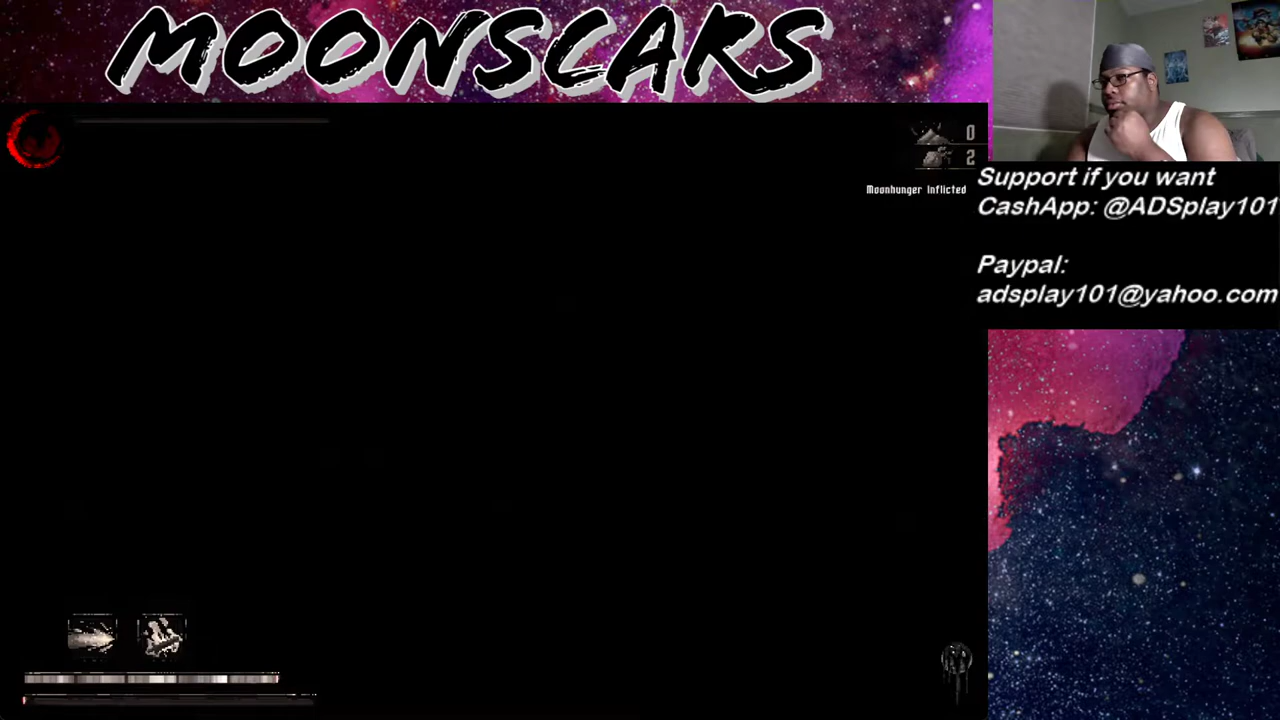 MOONSCARS
0
2
Moonhunger Inflicted
Support if you want
CashApp: @ADSplay101
Paypal:
adsplay101@yahoo.com